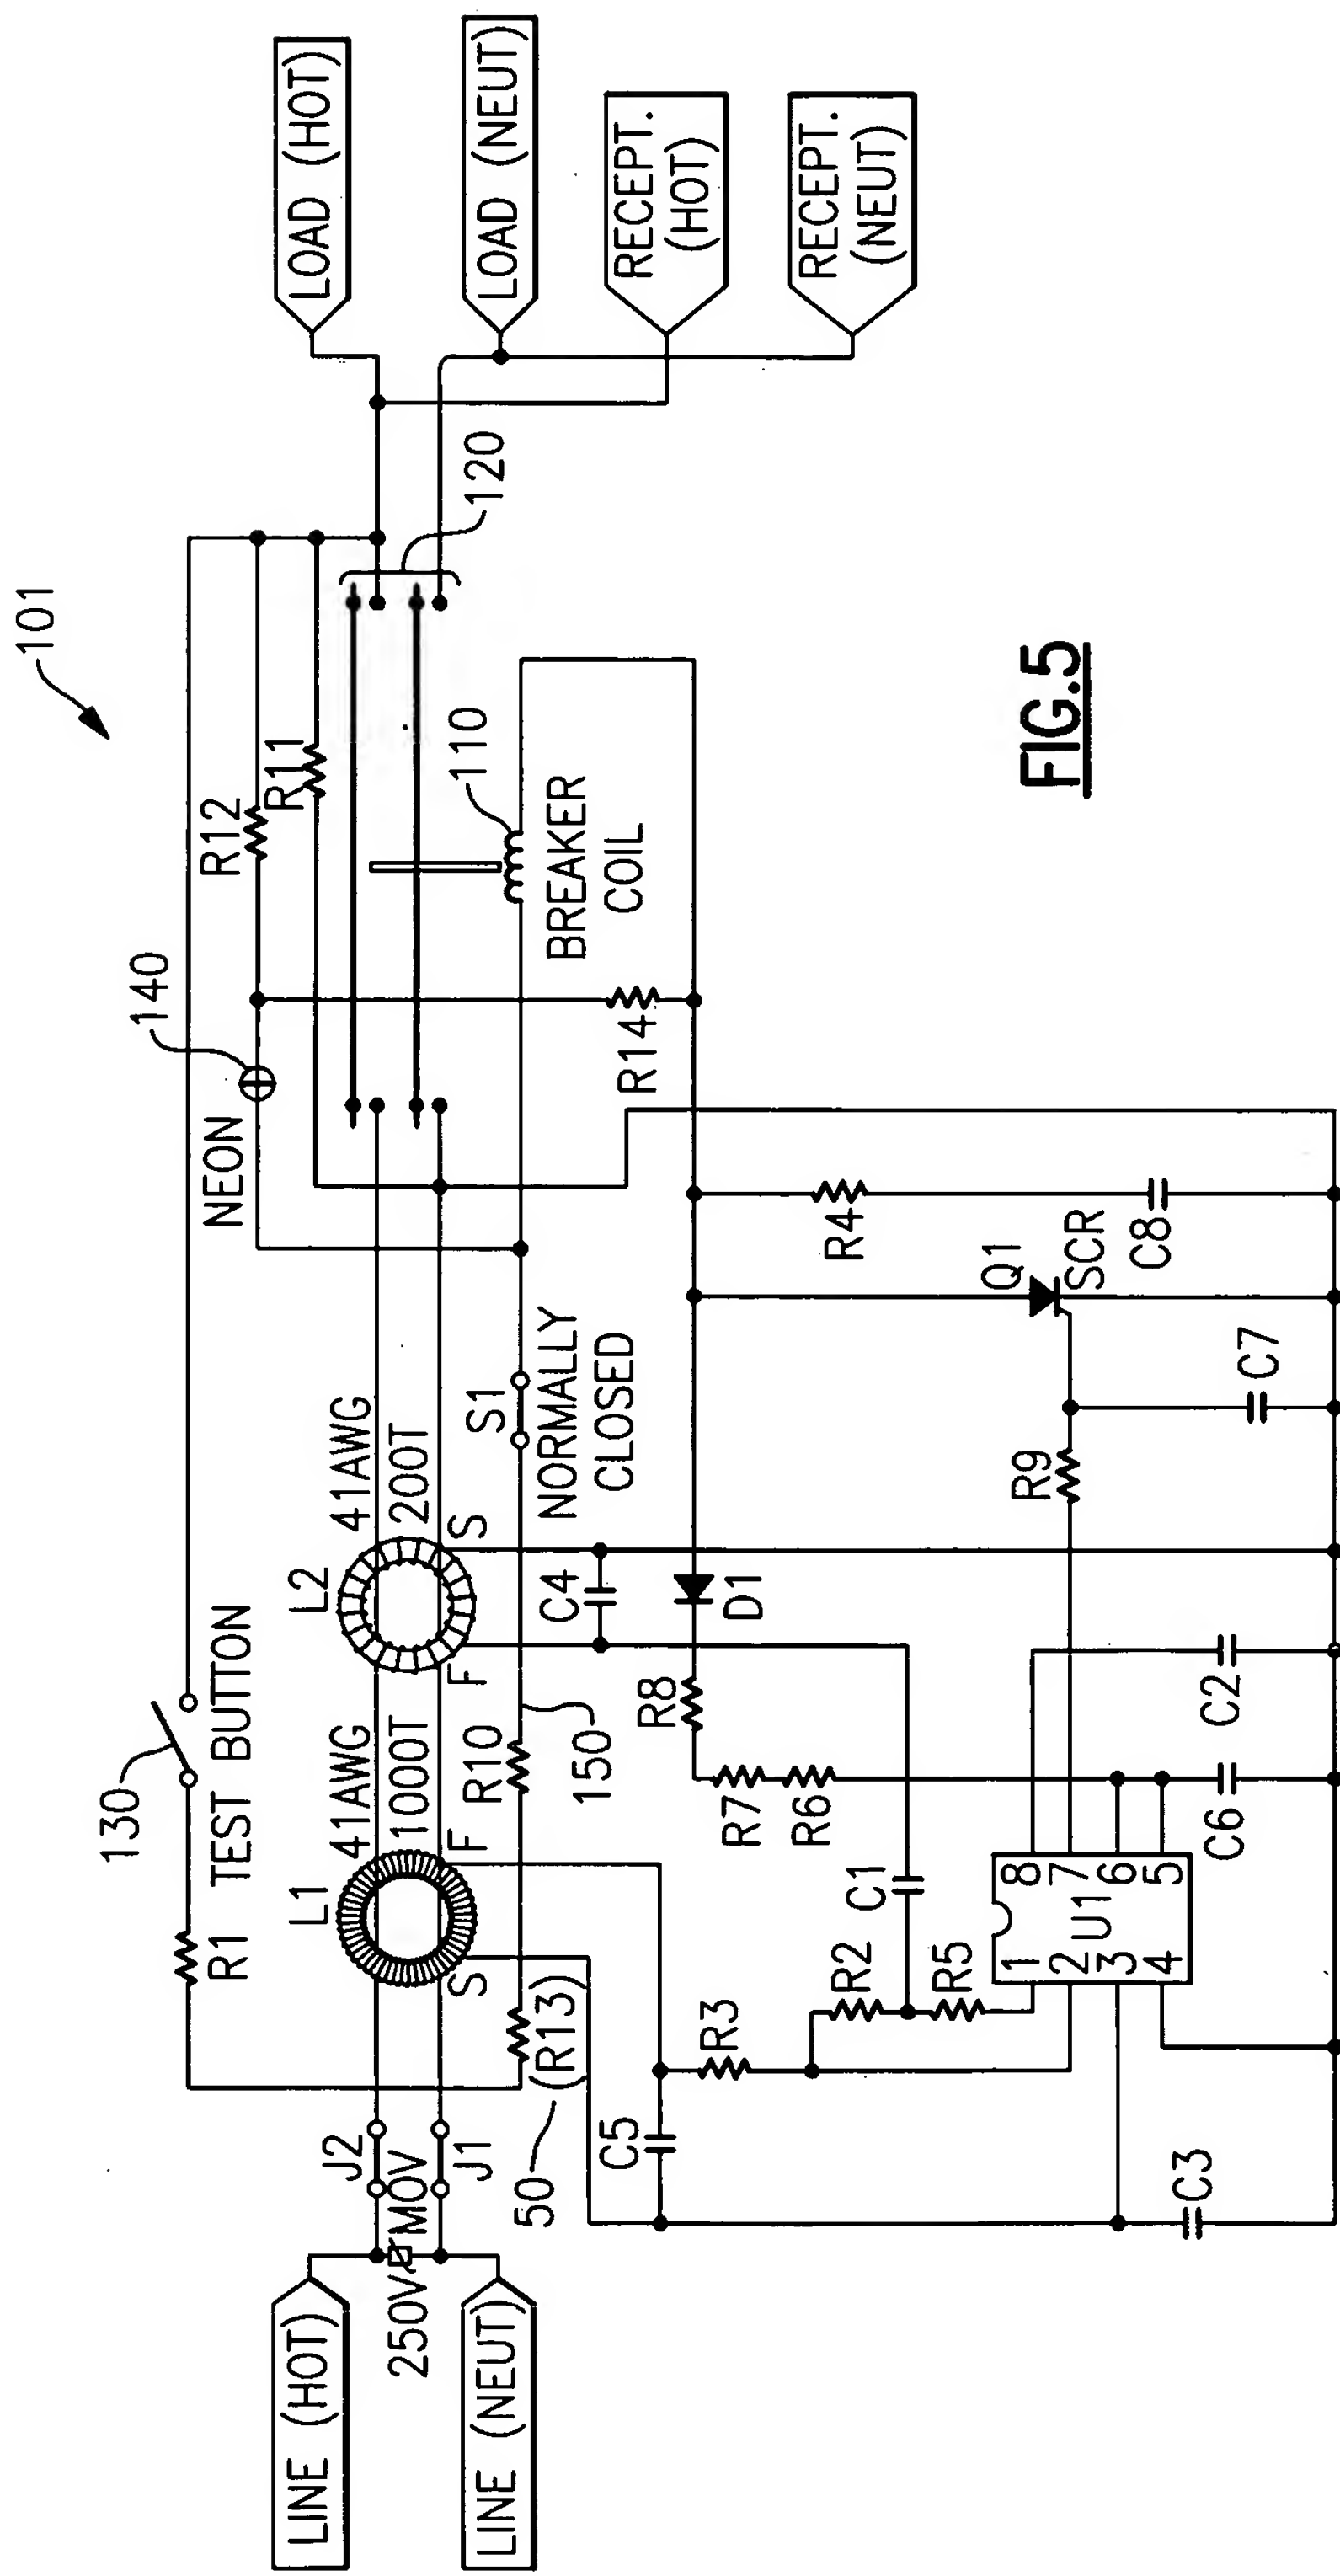 101
LOAD (HOT)
LOAD (NEUT)
RECEPT.
(HOT)
RECEPT.
(NEUT)
120
R12
R11
140
NEON
110
BREAKER
COIL
R14
130
R1 TEST BUTTON
L2
41AWG
200T
S
F
S1
NORMALLY
CLOSED
L1
41AWG
1000T
F
S
R10
150
50
(R13)
J2
J1
250V
MOV
LINE (HOT)
LINE (NEUT)
C4
D1
R8
R7
R6
R4
C8
Q1
SCR
C7
R9
C2
C6
C1
R2
R5
R3
C5
C3
8
7
6
5
U1
1
2
3
4
FIG.5